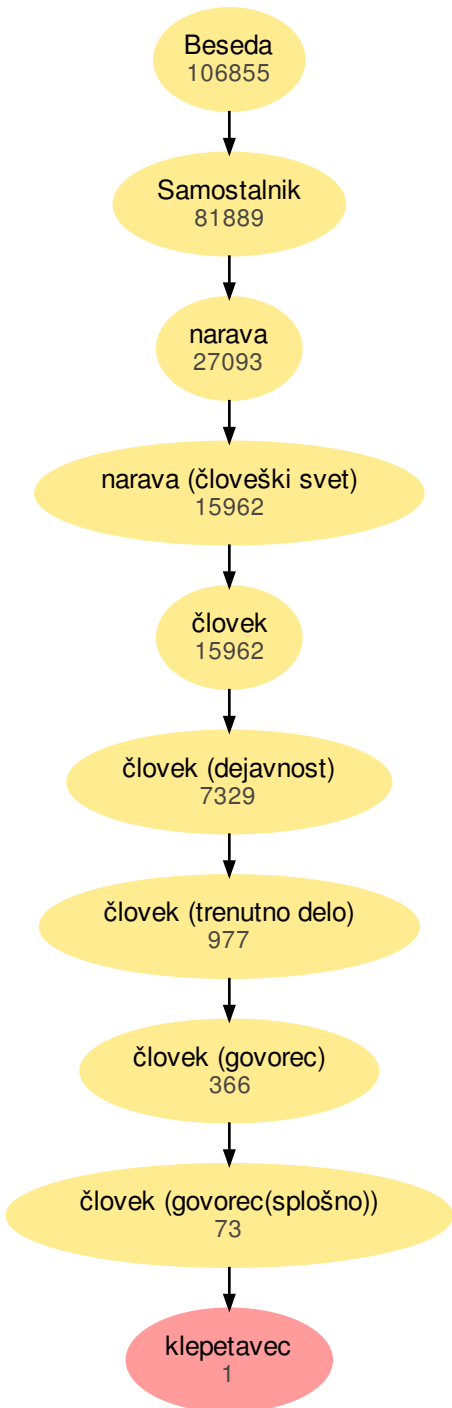 Beseda
106855
Samostalnik
81889
narava
27093
narava (človeški svet)
15962
človek
15962
človek (dejavnost)
7329
človek (trenutno delo)
977
človek (govorec)
366
človek (govorec(splošno))
73
klepetavec
1